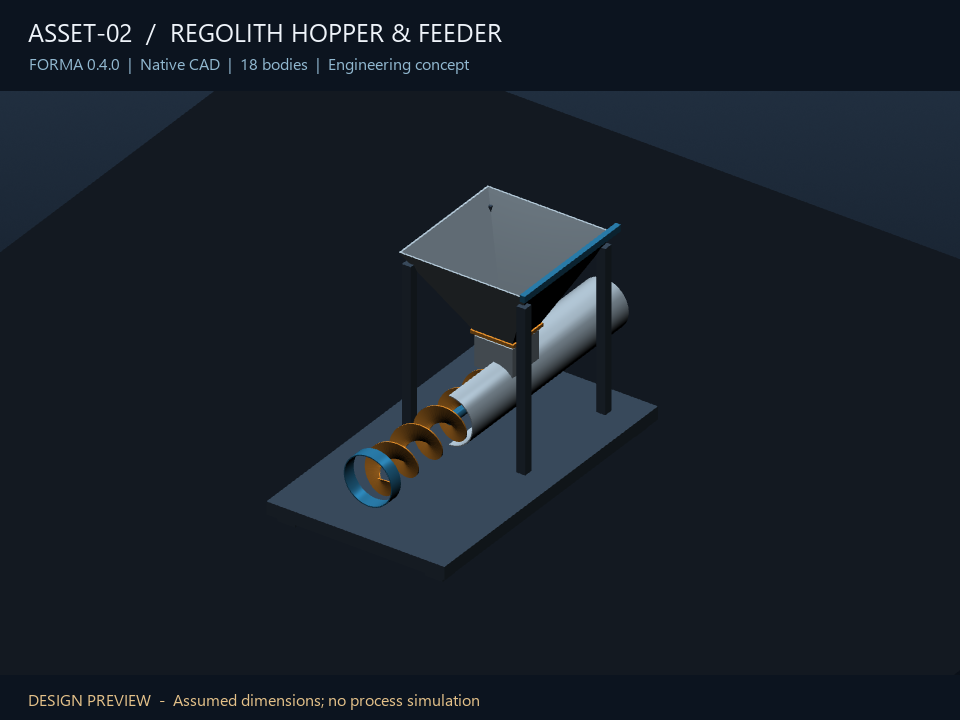 ASSET-02 / REGOLITH HOPPER & FEEDER
FORMA 0.4.0 | Native CAD | 18 bodies | Engineering concept
DESIGN PREVIEW - Assumed dimensions; no process simulation